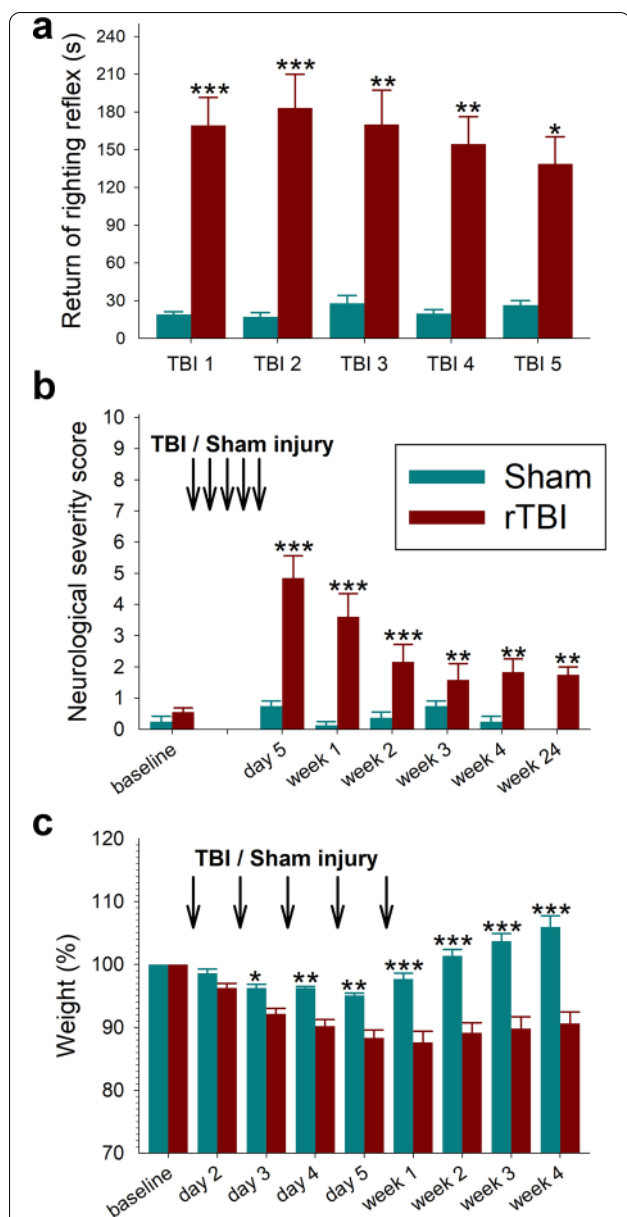 a
Return of righting reflex (s)
240
210
180
150
120
90
60
30
0
*** *** ** ** *
TBI 1 TBI 2 TBI 3 TBI 4 TBI 5
b
Neurological severity score
10
9
8
7
6
5
4
3
2
1
0
TBI / Sham injury
Sham
rTBI
*** *** *** ** ** **
baseline day 5 week 1 week 2 week 3 week 4 week 24
c
Weight (%)
120
110
100
90
80
70
TBI / Sham injury
* ** ** *** *** *** ***
baseline day 2 day 3 day 4 day 5 week 1 week 2 week 3 week 4